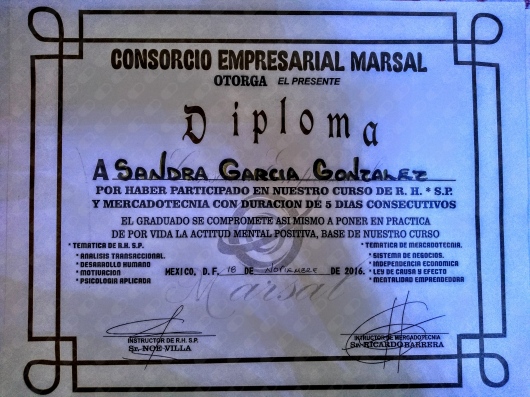 CONSORCIO EMPRESARIAL MARSAL
OTORGA EL PRESENTE
Diploma
A SANDRA GARCIA GONZALEZ
POR HABER PARTICIPADO EN NUESTRO CURSO DE R. H. * S.P.
Y MERCADOTECNIA CON DURACION DE 5 DIAS CONSECUTIVOS
EL GRADUADO SE COMPROMETE ASI MISMO A PONER EN PRACTICA
DE POR VIDA LA ACTITUD MENTAL POSITIVA, BASE DE NUESTRO CURSO
* TEMATICA DE R.H. S.P.
* ANALISIS TRANSACCIONAL.
* DESARROLLO HUMANO
* MOTIVACION
* PSICOLOGIA APLICADA
* TEMATICA DE MERCADOTECNIA.
* SISTEMA DE NEGOCIOS.
* INDEPENDENCIA ECONOMICA
* LEY DE CAUSA Y EFECTO
* MENTALIDAD EMPRENDEDORA
MEXICO, D. F. 18 DE NOVIEMBRE DE 2016.
Marsal
INSTRUCTOR DE R.H. SP.
Sr. NOE VILLA
INTRUCTOR DE MERCADOTECNIA
Sr. RICARDO BARRERA